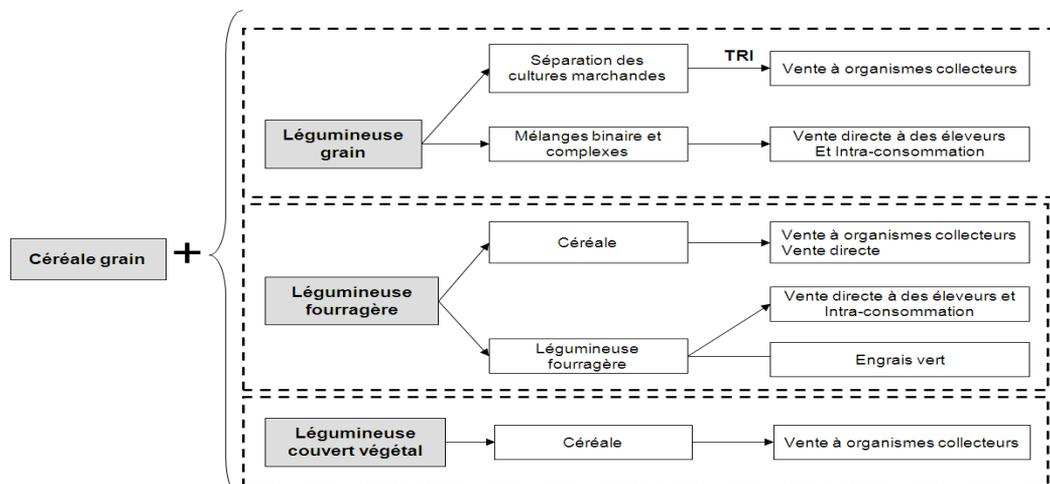 Céréale grain
+
Légumineuse
grain
Séparation des
cultures marchandes
TRI
Vente à organismes collecteurs
Mélanges binaire et
complexes
Vente directe à des éleveurs
Et Intra-consommation
Légumineuse
fourragère
Céréale
Vente à organismes collecteurs
Vente directe
Légumineuse
fourragère
Vente directe à des éleveurs et
Intra-consommation
Engrais vert
Légumineuse
couvert végétal
Céréale
Vente à organismes collecteurs